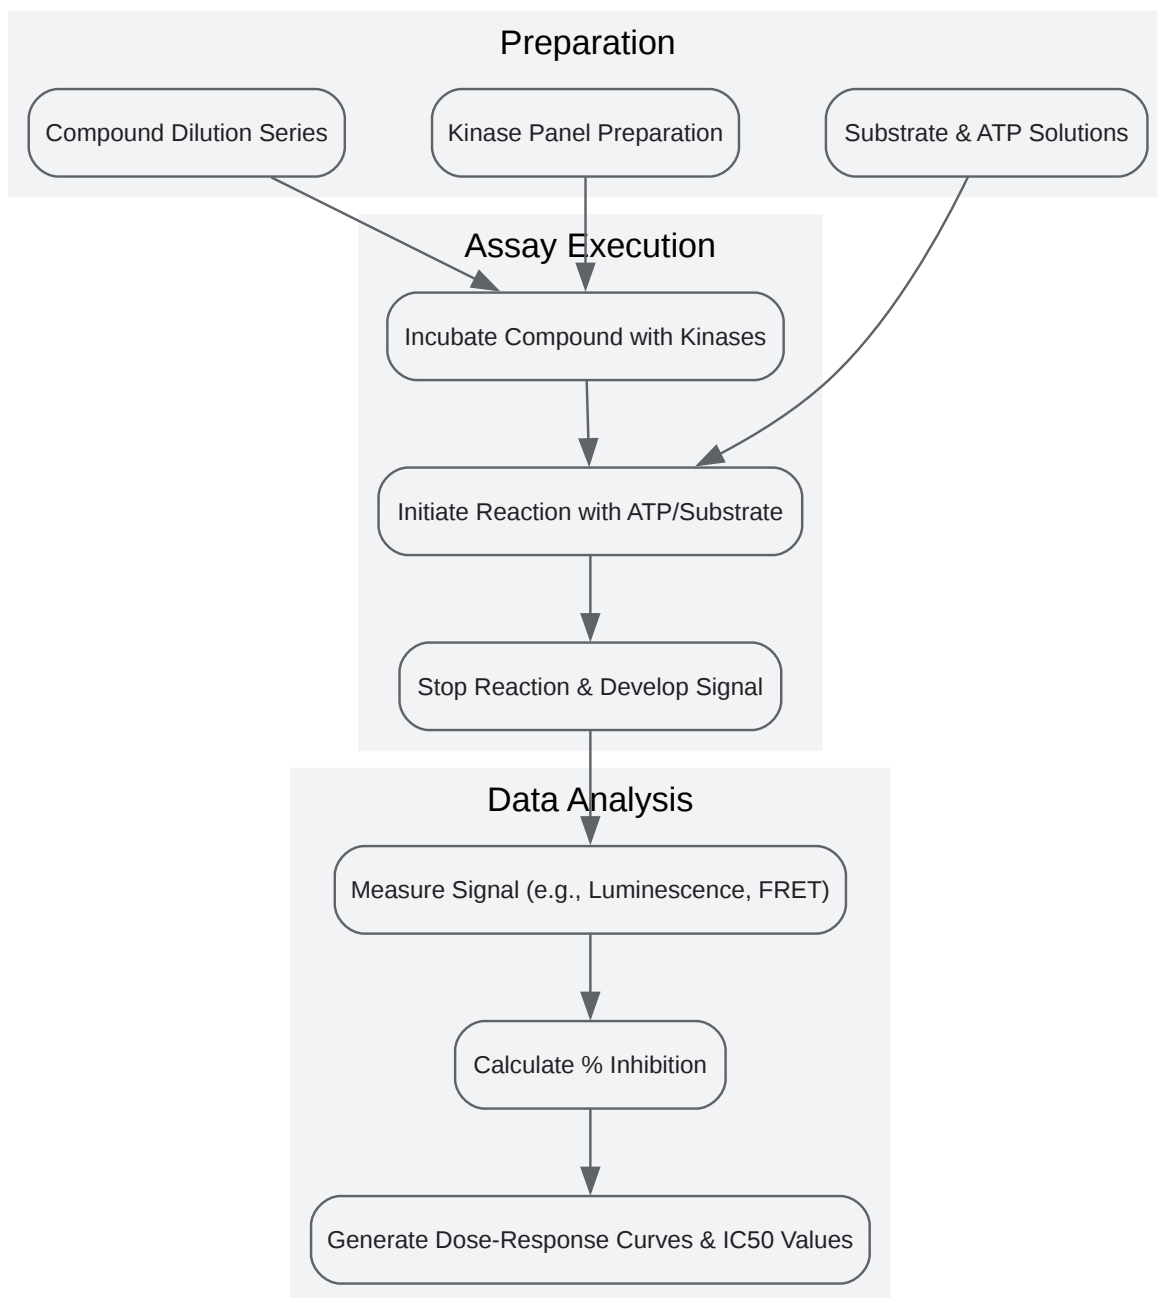 Preparation
Compound Dilution Series
Kinase Panel Preparation
Substrate & ATP Solutions
Assay Execution
Incubate Compound with Kinases
Initiate Reaction with ATP/Substrate
Stop Reaction & Develop Signal
Data Analysis
Measure Signal (e.g., Luminescence, FRET)
Calculate % Inhibition
Generate Dose-Response Curves & IC50 Values